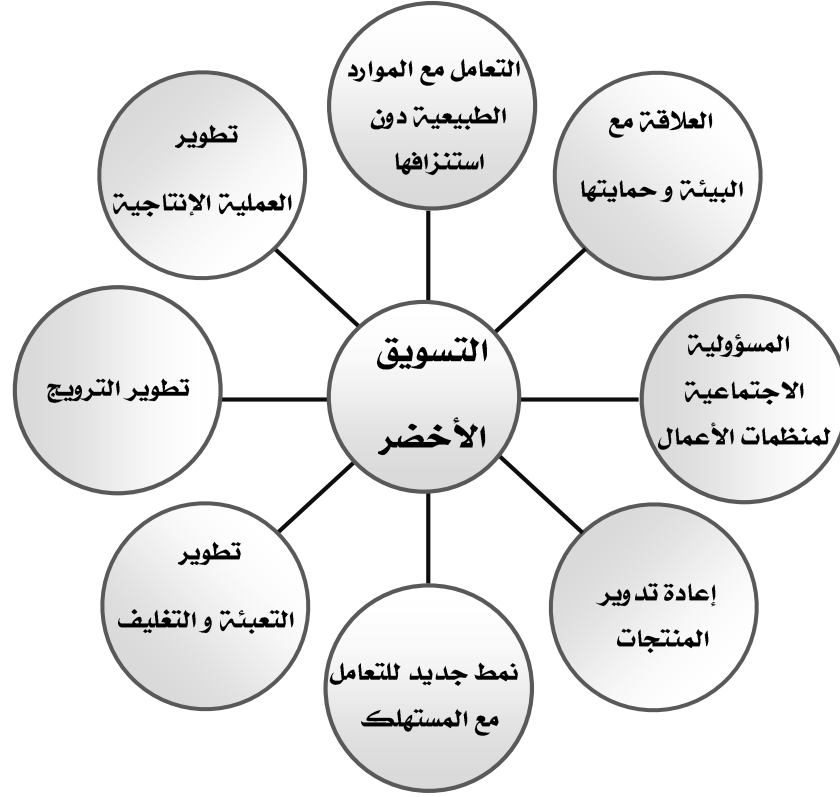 التعامل مع الموارد
الطبيعية دون
استنزافها
العلاقة مع
البيئة و حمايتها
المسؤولية
الاجتماعية
لمنظمات الأعمال
إعادة تدوير
المنتجات
نمط جديد للتعامل
مع المستهلك
تطوير
التعبئة و التغليف
تطوير الترويج
تطوير
العملية الإنتاجية
التسويق
الأخضر